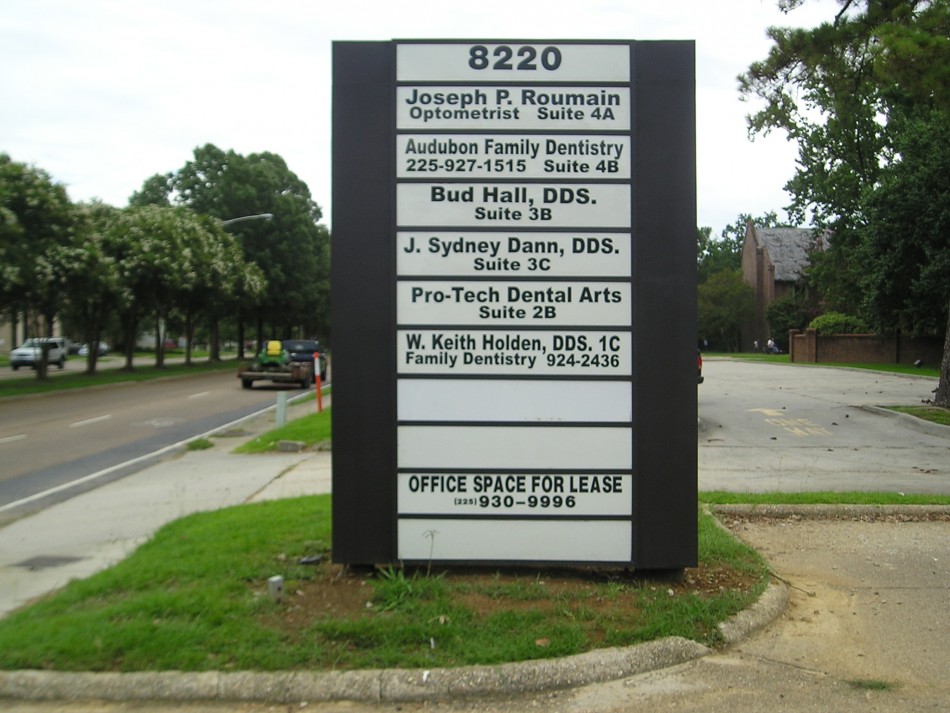 8220
Joseph P. Roumain
Optometrist Suite 4A
Audubon Family Dentistry
225-927-1515 Suite 4B
Bud Hall, DDS.
Suite 3B
J. Sydney Dann, DDS.
Suite 3C
Pro-Tech Dental Arts
Suite 2B
W. Keith Holden, DDS. 1C
Family Dentistry 924-2436
OFFICE SPACE FOR LEASE
(225) 930-9996